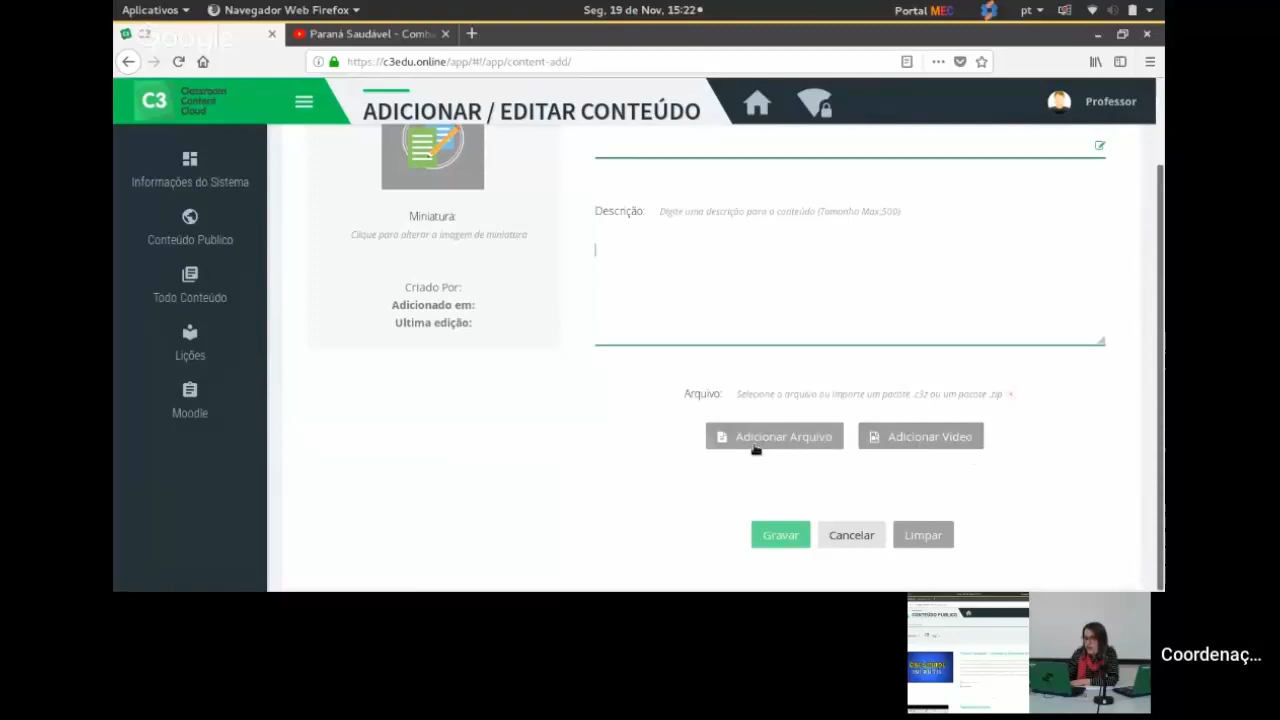 Aplicativos
Navegador Web Firefox
Seg, 19 de Nov, 15:22
Portal MEC
pt
C3
Google
Paraná Saudável - Comba
https://c3edu.online/app/#!/app/content-add/
C3
Classroom
Content
Cloud
ADICIONAR / EDITAR CONTEÚDO
Professor
Informações do Sistema
Conteúdo Publico
Todo Conteúdo
Lições
Moodle
Miniatura:
Clique para alterar a imagem de miniatura
Criado Por:
Adicionado em:
Ultima edição:
Descrição:
Digite uma descrição para o conteúdo (Tamanho Max:500)
Arquivo:
Selecione o arquivo ou importe um pacote .c3z ou um pacote .zip
Adicionar Arquivo
Adicionar Video
Gravar
Cancelar
Limpar
CONTEÚDO PUBLICO
Coordenaç...